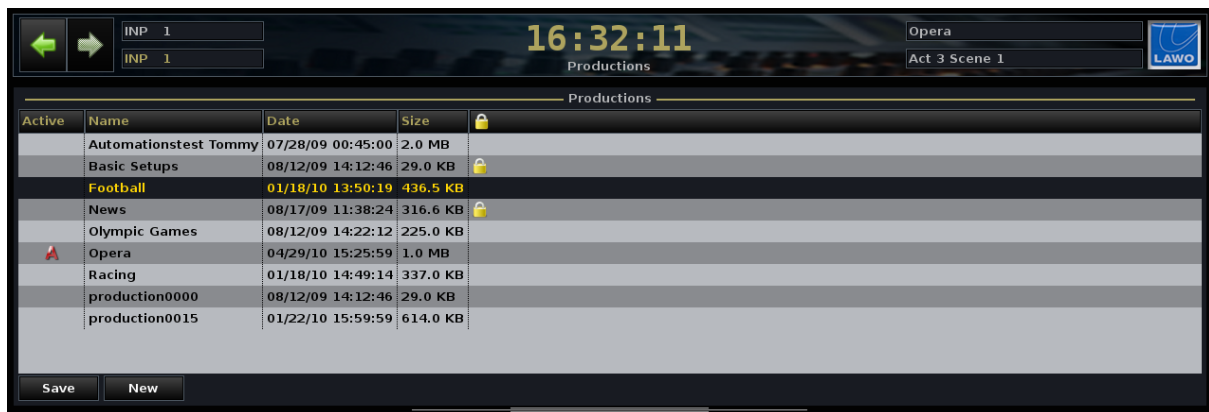 INP 1
16:32:11
Opera
INP 1
Productions
Act 3 Scene 1
LAWO
Productions
Active Name Date Size
Automationstest Tommy 07/28/09 00:45:00 2.0 MB
Basic Setups 08/12/09 14:12:46 29.0 KB
Football 01/18/10 13:50:19 436.5 KB
News 08/17/09 11:38:24 316.6 KB
Olympic Games 08/12/09 14:22:12 225.0 KB
A Opera 04/29/10 15:25:59 1.0 MB
Racing 01/18/10 14:49:14 337.0 KB
production0000 08/12/09 14:12:46 29.0 KB
production0015 01/22/10 15:59:59 614.0 KB
Save New